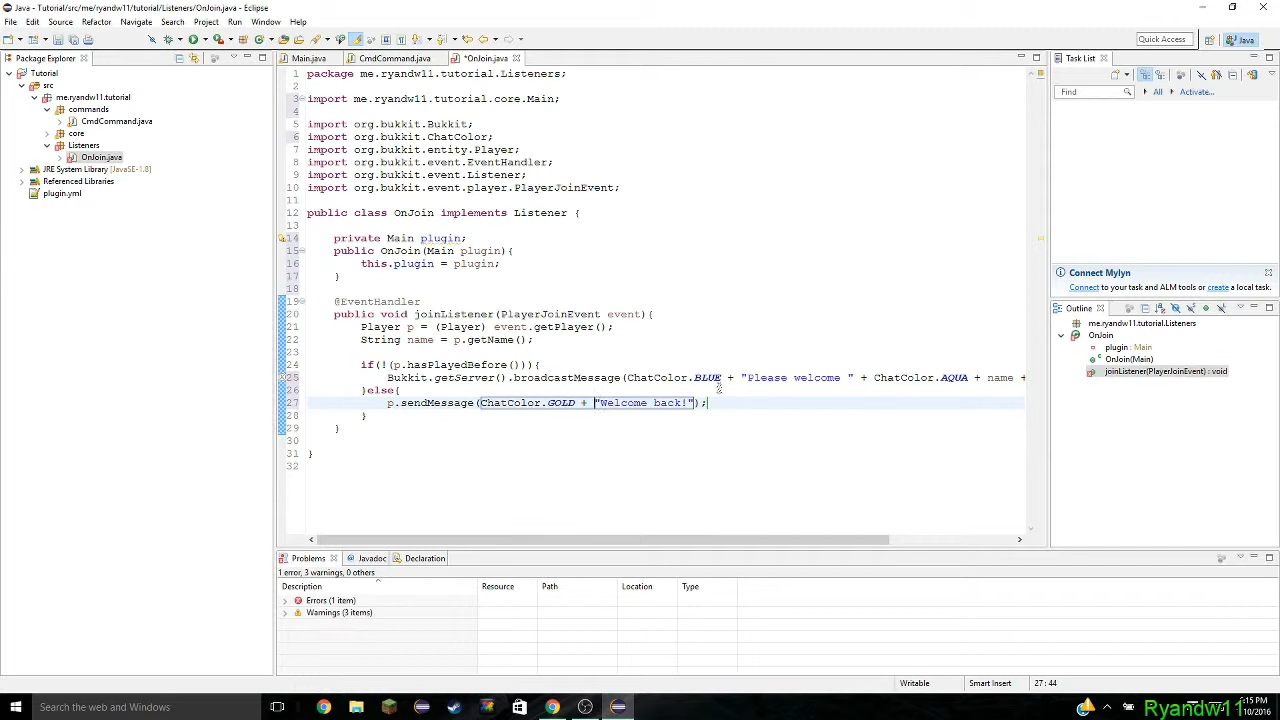 Java - Tutorial/src/me/ryandw11/tutorial/Listeners/OnJoin.java - Eclipse
File Edit Source Refactor Navigate Search Project Run Window Help
Quick Access Java
Package Explorer
Tutorial
src
me.ryandw11.tutorial
commands
CmdCommand.java
core
Listeners
OnJoin.java
JRE System Library [JavaSE-1.8]
Referenced Libraries
plugin.yml
Main.java CmdCommand.java *OnJoin.java
1 package me.ryandw11.tutorial.Listeners;
2
3 import me.ryandw11.tutorial.core.Main;
4
5 import org.bukkit.Bukkit;
6 import org.bukkit.ChatColor;
7 import org.bukkit.entity.Player;
8 import org.bukkit.event.EventHandler;
9 import org.bukkit.event.Listener;
10 import org.bukkit.event.player.PlayerJoinEvent;
11
12 public class OnJoin implements Listener {
13
14 private Main plugin;
15 public OnJoin(Main plugin){
16 this.plugin = plugin;
17 }
18
19 @EventHandler
20 public void joinListener(PlayerJoinEvent event){
21 Player p = (Player) event.getPlayer();
22 String name = p.getName();
23
24 if(!(p.hasPlayedBefore())){
25 Bukkit.getServer().broadcastMessage(ChatColor.BLUE + "Please welcome " + ChatColor.AQUA + name +
26 }else{
27 p.sendMessage(ChatColor.GOLD + "Welcome back!");
28 }
29 }
30
31 }
32
Task List
Find All Activate...
Connect Mylyn
Connect to your task and ALM tools or create a local task.
Outline
me.ryandw11.tutorial.Listeners
OnJoin
plugin : Main
OnJoin(Main)
joinListener(PlayerJoinEvent) : void
Problems Javadoc Declaration
1 error, 3 warnings, 0 others
Description Resource Path Location Type
Errors (1 item)
Warnings (3 items)
Writable Smart Insert 27 : 44
Search the web and Windows
Ryandw11